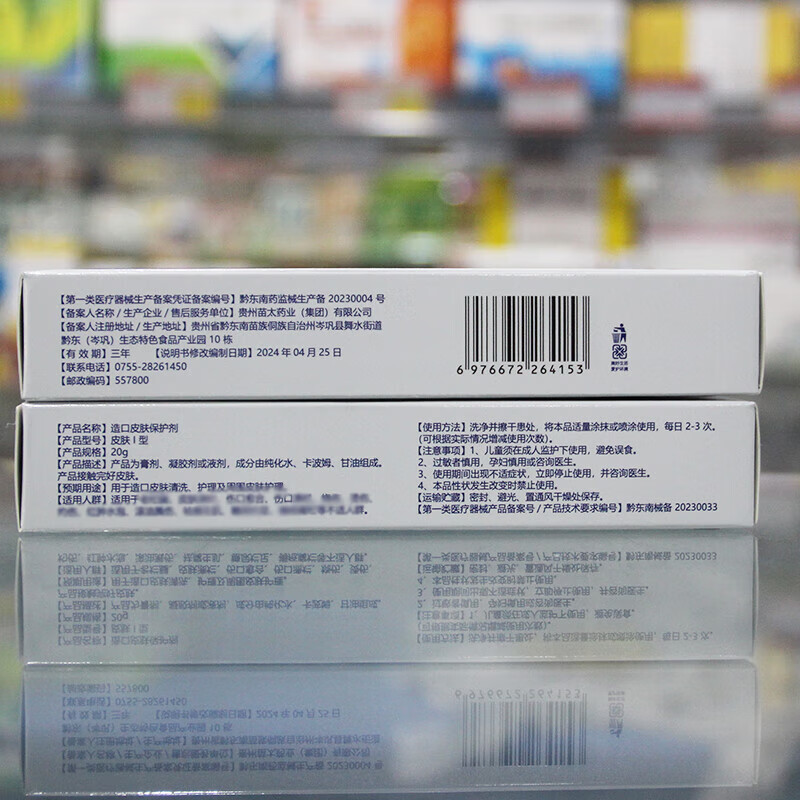 【第一类医疗器械生产备案凭证备案编号】黔东南药监械生产备 20230004 号
【备案人名称/生产企业/售后服务单位】贵州苗太药业（集团）有限公司
【备案人注册地址/生产地址】贵州省黔东南苗族侗族自治州岑巩县舞水街道
黔东（岑巩）生态特色食品产业园 10 栋
【有 效 期】三年 【说明书修改编制日期】2024 年 04 月 25 日
【联系电话】0755-28261450
【邮政编码】557800
6 976672 264153
【产品名称】造口皮肤保护剂
【产品型号】皮肤 I 型
【产品规格】20g
【产品描述】产品为膏剂、凝胶剂或液剂，成分由纯化水、卡波姆、甘油组成。
产品接触完好皮肤。
【预期用途】用于造口皮肤清洗、护理及周围皮肤护理。
【适用人群】适用于
不适人群。
【使用方法】洗净并擦干患处，将本品适量涂抹或喷涂使用，每日 2-3 次。
(可根据实际情况增减使用次数)。
【注意事项】1、儿童须在成人监护下使用，避免误食。
2、过敏者慎用，孕妇慎用或咨询医生。
3、使用期间出现不适症状，立即停止使用，并咨询医生。
4、本品性状发生改变时禁止使用。
【运输贮藏】密封、避光、置通风干燥处保存。
【第一类医疗器械产品备案号/产品技术要求编号】黔东南械备 20230033